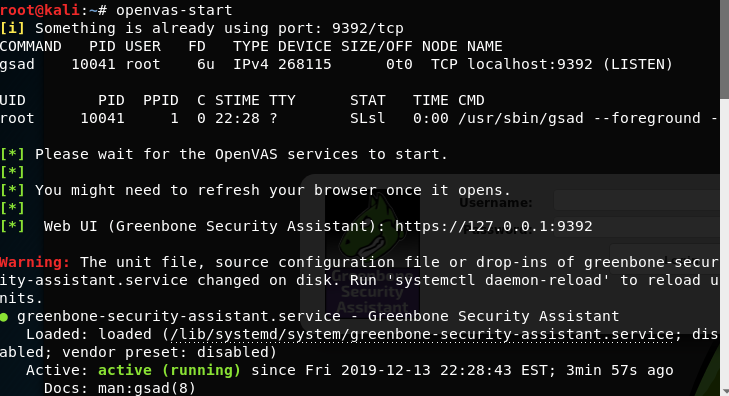 root@kali:~# openvas-start
[i] Something is already using port: 9392/tcp
COMMAND   PID USER   FD   TYPE DEVICE SIZE/OFF NODE NAME
gsad    10041 root    6u  IPv4 268115      0t0  TCP localhost:9392 (LISTEN)
UID        PID  PPID  C STIME TTY      STAT   TIME CMD
root     10041     1  0 22:28 ?        SLsl   0:00 /usr/sbin/gsad --foreground -
[*] Please wait for the OpenVAS services to start.
[*]
[*] You might need to refresh your browser once it opens.
[*]
[*]  Web UI (Greenbone Security Assistant): https://127.0.0.1:9392
Username:
Password:
Warning: The unit file, source configuration file or drop-ins of greenbone-secur
ity-assistant.service changed on disk. Run 'systemctl daemon-reload' to reload u
nits.
Greenbone
Security
Assistant
● greenbone-security-assistant.service - Greenbone Security Assistant
   Loaded: loaded (/lib/systemd/system/greenbone-security-assistant.service; dis
abled; vendor preset: disabled)
   Active: active (running) since Fri 2019-12-13 22:28:43 EST; 3min 57s ago
     Docs: man:gsad(8)